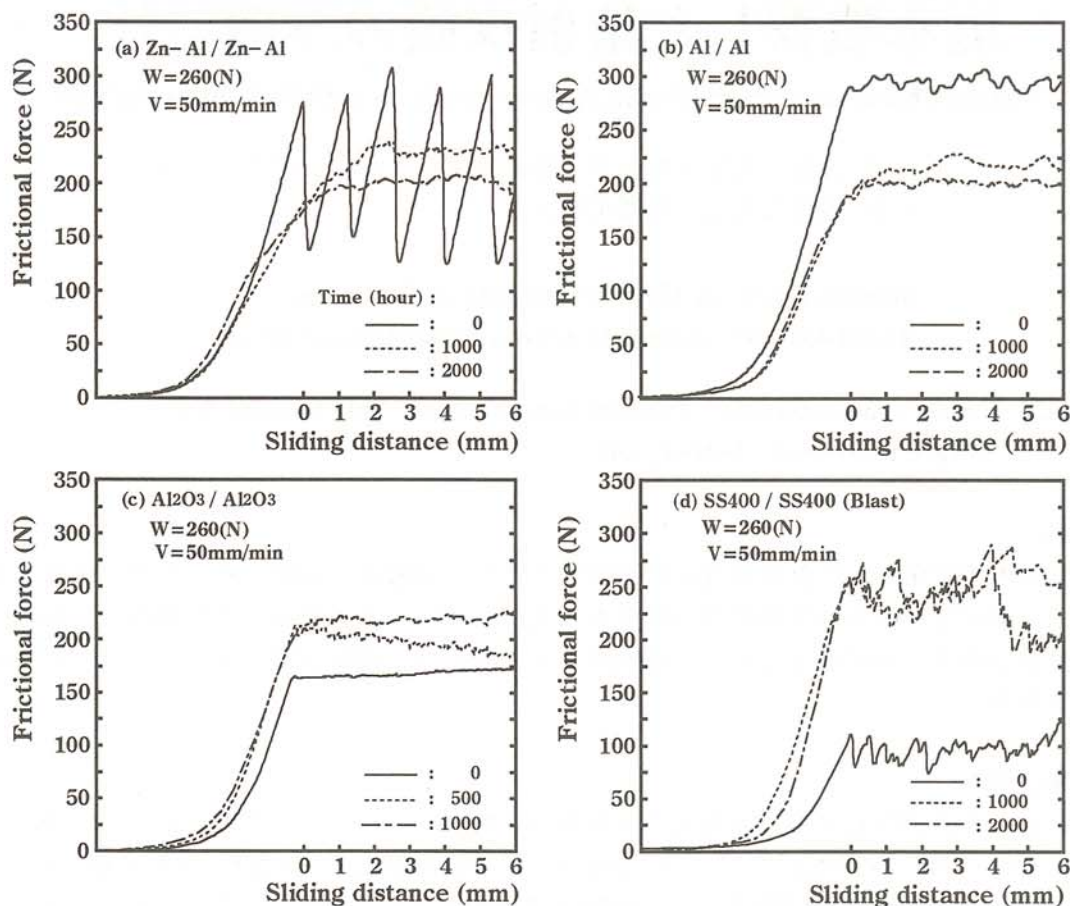 (a) Zn-Al / Zn-Al
W=260(N)
V=50mm/min
Frictional force (N)
350
300
250
200
150
100
50
0
Time (hour) :
: 0
: 1000
: 2000
0 1 2 3 4 5 6
Sliding distance (mm)
(b) Al / Al
W=260(N)
V=50mm/min
Frictional force (N)
350
300
250
200
150
100
50
0
: 0
: 1000
: 2000
0 1 2 3 4 5 6
Sliding distance (mm)
(c) Al2O3 / Al2O3
W=260(N)
V=50mm/min
Frictional force (N)
350
300
250
200
150
100
50
0
: 0
: 500
: 1000
0 1 2 3 4 5 6
Sliding distance (mm)
(d) SS400 / SS400 (Blast)
W=260(N)
V=50mm/min
Frictional force (N)
350
300
250
200
150
100
50
0
: 0
: 1000
: 2000
0 1 2 3 4 5 6
Sliding distance (mm)